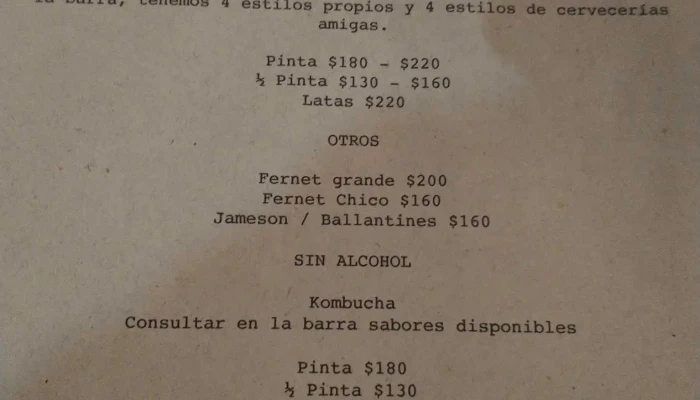 la barra, tenemos 4 estilos propios y 4 estilos de cervecerías
amigas.
Pinta $180 - $220
½ Pinta $130 - $160
Latas $220
OTROS
Fernet grande $200
Fernet Chico $160
Jameson / Ballantines $160
SIN ALCOHOL
Kombucha
Consultar en la barra sabores disponibles
Pinta $180
½ Pinta $130